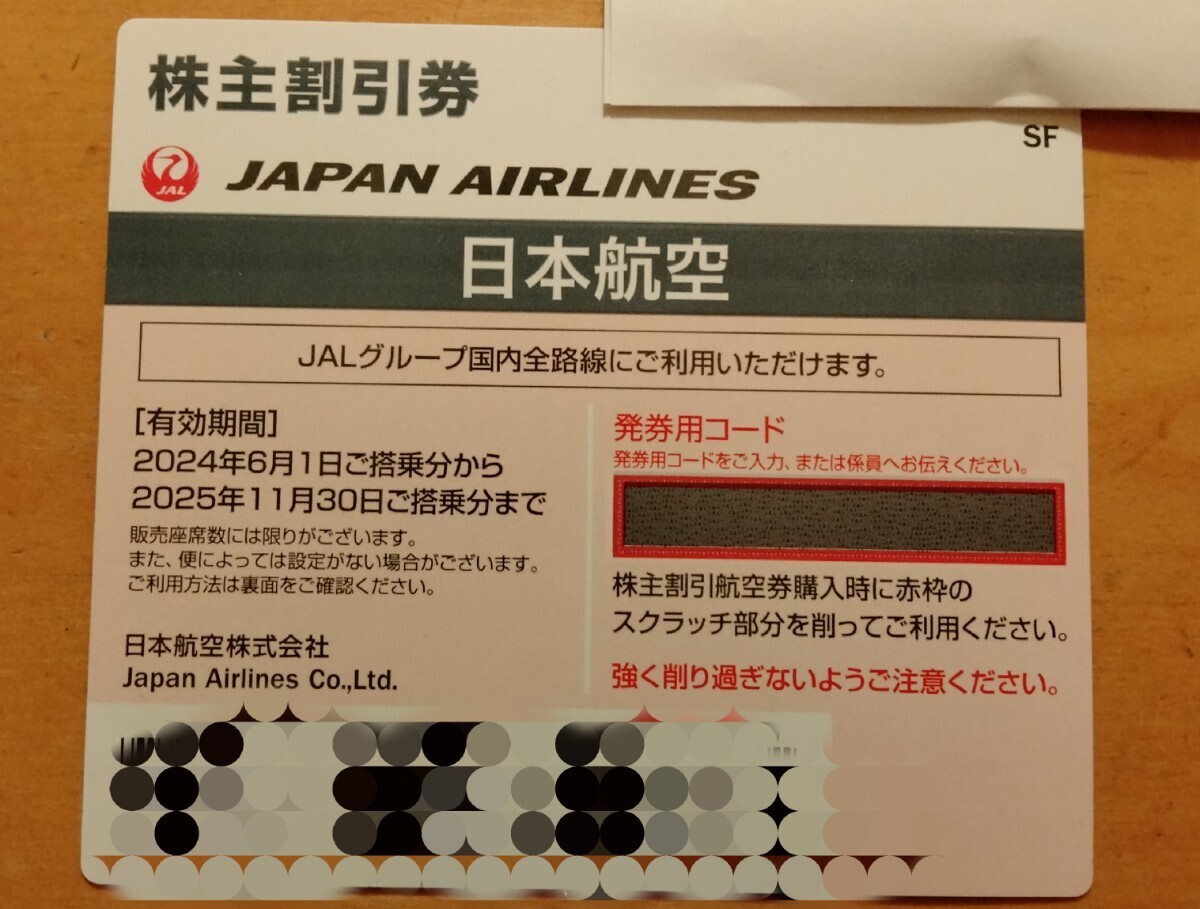 株主割引券
SF
JAL
JAPAN AIRLINES
日本航空
JALグループ国内全路線にご利用いただけます。
[有効期間]
2024年6月1日ご搭乗分から
2025年11月30日ご搭乗分まで
販売座席数には限りがございます。
また、便によっては設定がない場合がございます。
ご利用方法は裏面をご確認ください。
日本航空株式会社
Japan Airlines Co.,Ltd.
発券用コード
発券用コードをご入力、または係員へお伝えください。
株主割引航空券購入時に赤枠の
スクラッチ部分を削ってご利用ください。
強く削り過ぎないようご注意ください。